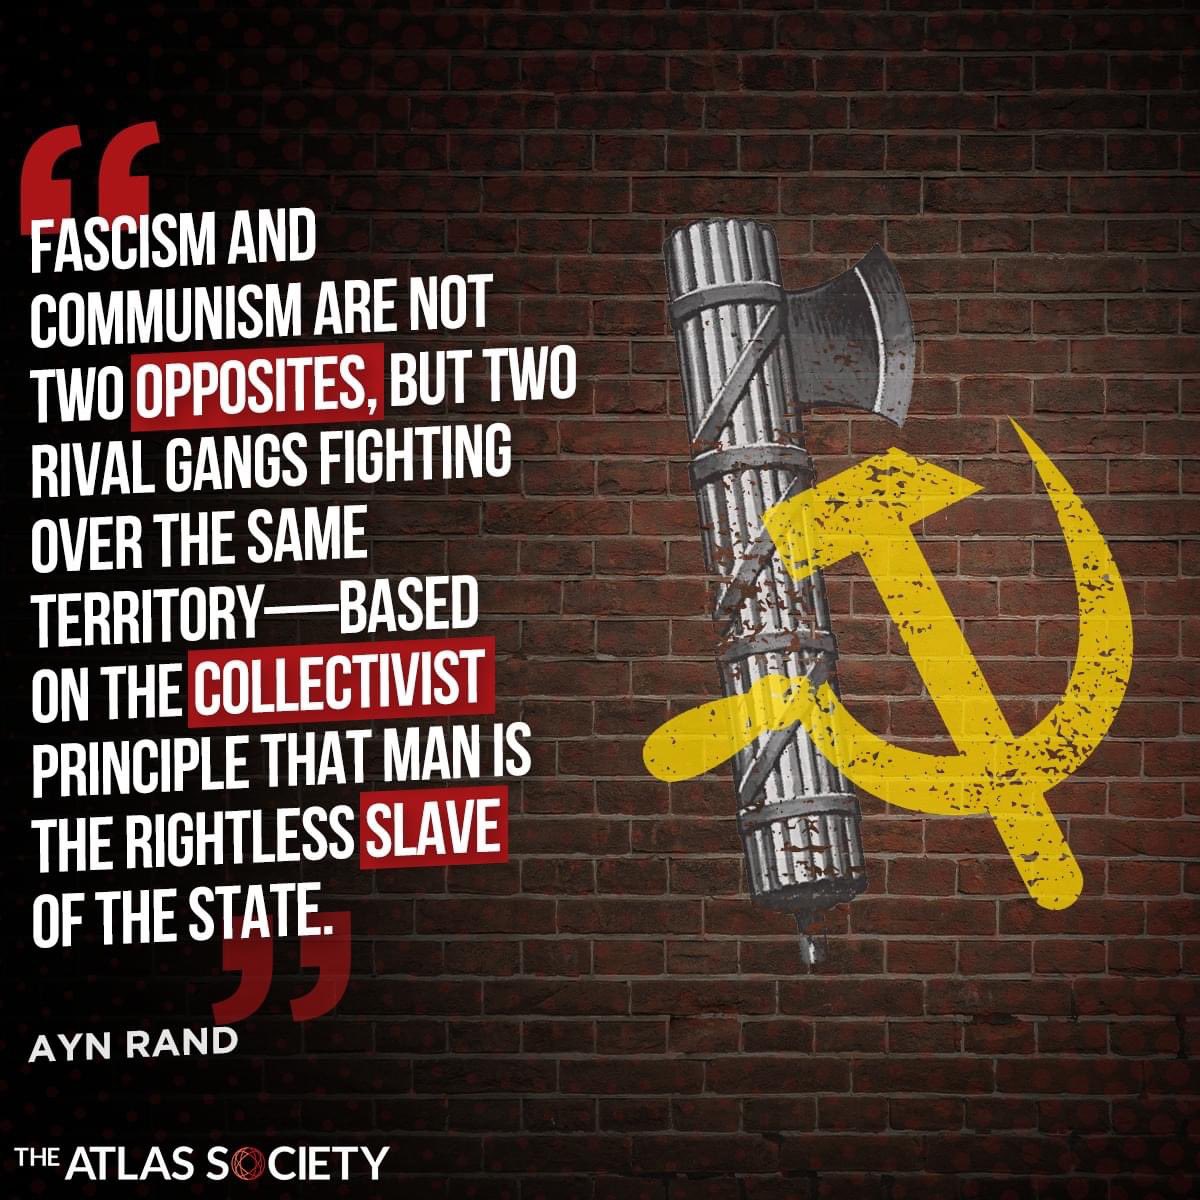 “
FASCISM AND
COMMUNISM ARE NOT
TWO OPPOSITES, BUT TWO
RIVAL GANGS FIGHTING
OVER THE SAME
TERRITORY—BASED
ON THE COLLECTIVIST
PRINCIPLE THAT MAN IS
THE RIGHTLESS SLAVE
OF THE STATE.
”
AYN RAND
THE ATLAS SOCIETY